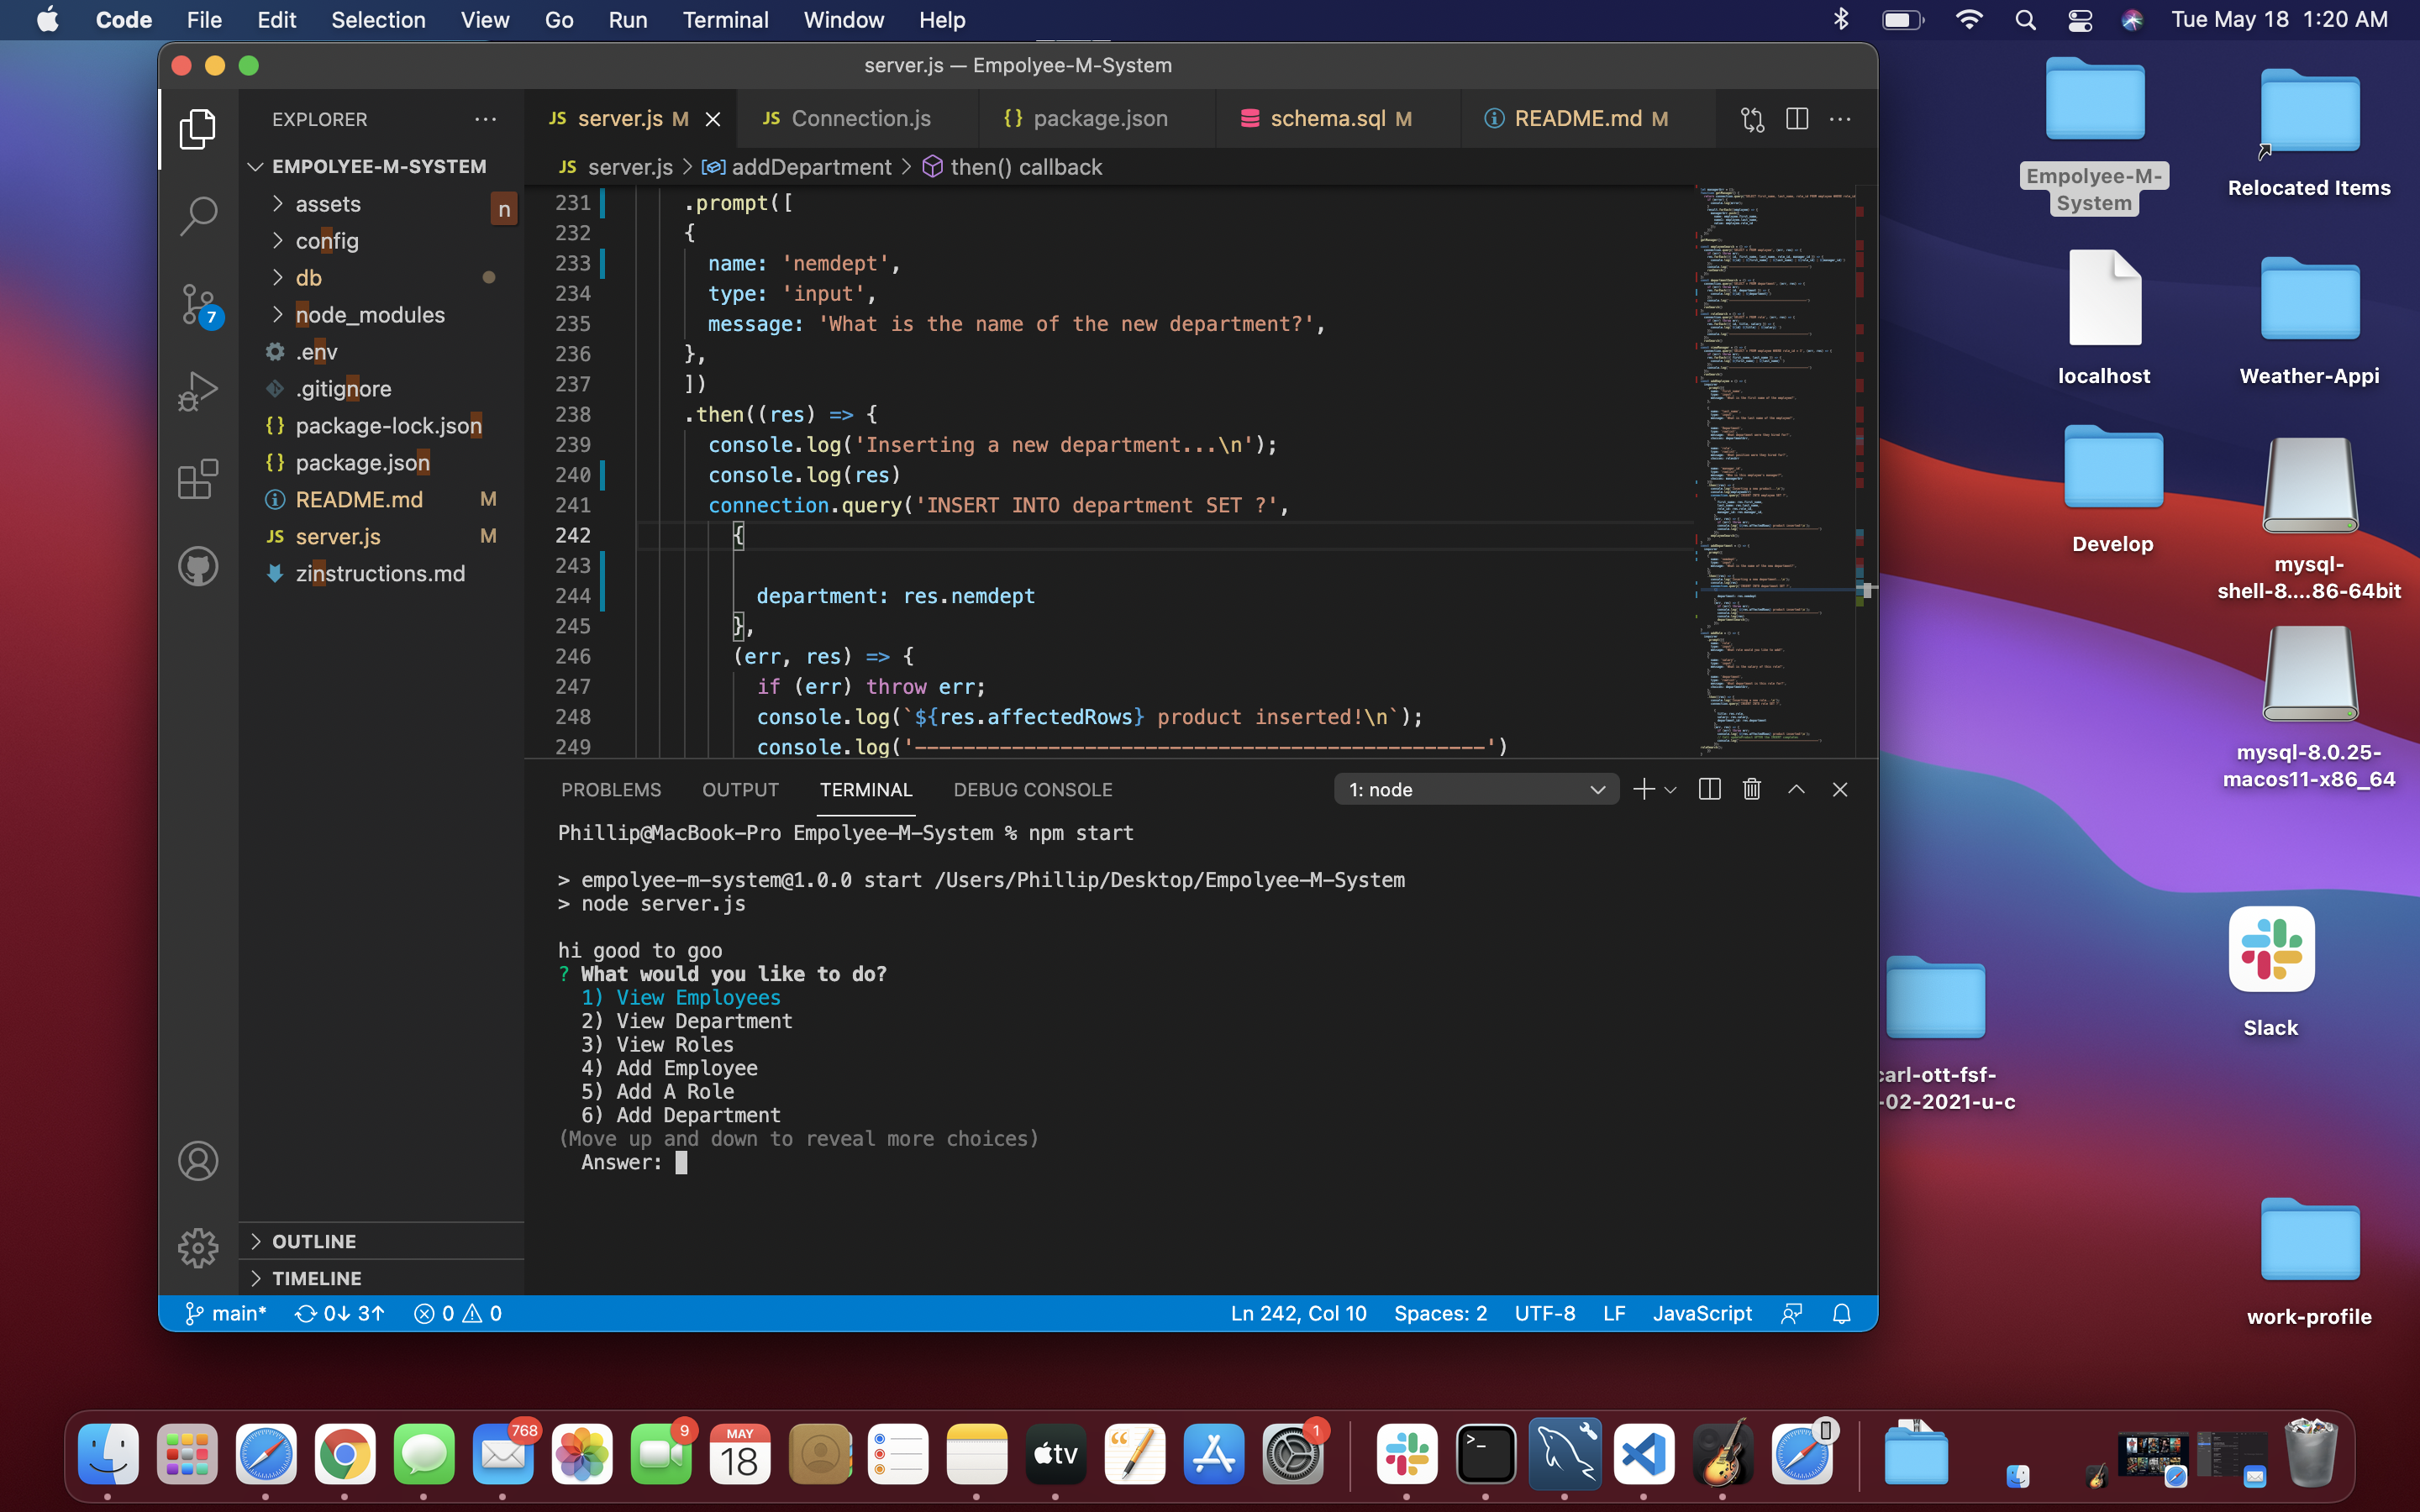 Code File Edit Selection View Go Run Terminal Window Help Tue May 18 1:20 AM
server.js — Empolyee-M-System
EXPLORER
EMPOLYEE-M-SYSTEM
assets n
config
db
node_modules
.env
.gitignore
package-lock.json
package.json
README.md M
server.js M
zinstructions.md
OUTLINE
TIMELINE
7
JS server.js M JS Connection.js {} package.json schema.sql M README.md M
JS server.js > addDepartment > then() callback
231 .prompt([
232 {
233 name: 'nemdept',
234 type: 'input',
235 message: 'What is the name of the new department?',
236 },
237 ])
238 .then((res) => {
239 console.log('Inserting a new department...\n');
240 console.log(res)
241 connection.query('INSERT INTO department SET ?',
242 {
243
244 department: res.nemdept
245 },
246 (err, res) => {
247 if (err) throw err;
248 console.log(`${res.affectedRows} product inserted!\n`);
249 console.log('-----------------------------------------------')
PROBLEMS OUTPUT TERMINAL DEBUG CONSOLE 1: node
Phillip@MacBook-Pro Empolyee-M-System % npm start
> empolyee-m-system@1.0.0 start /Users/Phillip/Desktop/Empolyee-M-System
> node server.js
hi good to goo
? What would you like to do?
1) View Employees
2) View Department
3) View Roles
4) Add Employee
5) Add A Role
6) Add Department
(Move up and down to reveal more choices)
Answer:
main* 0↓ 3↑ 0 0 Ln 242, Col 10 Spaces: 2 UTF-8 LF JavaScript
Empolyee-M-
System
Relocated Items
localhost
Weather-Appi
Develop
mysql-
shell-8....86-64bit
mysql-8.0.25-
macos11-x86_64
Slack
carl-ott-fsf-
-02-2021-u-c
work-profile
768
9
MAY
18
tv
1